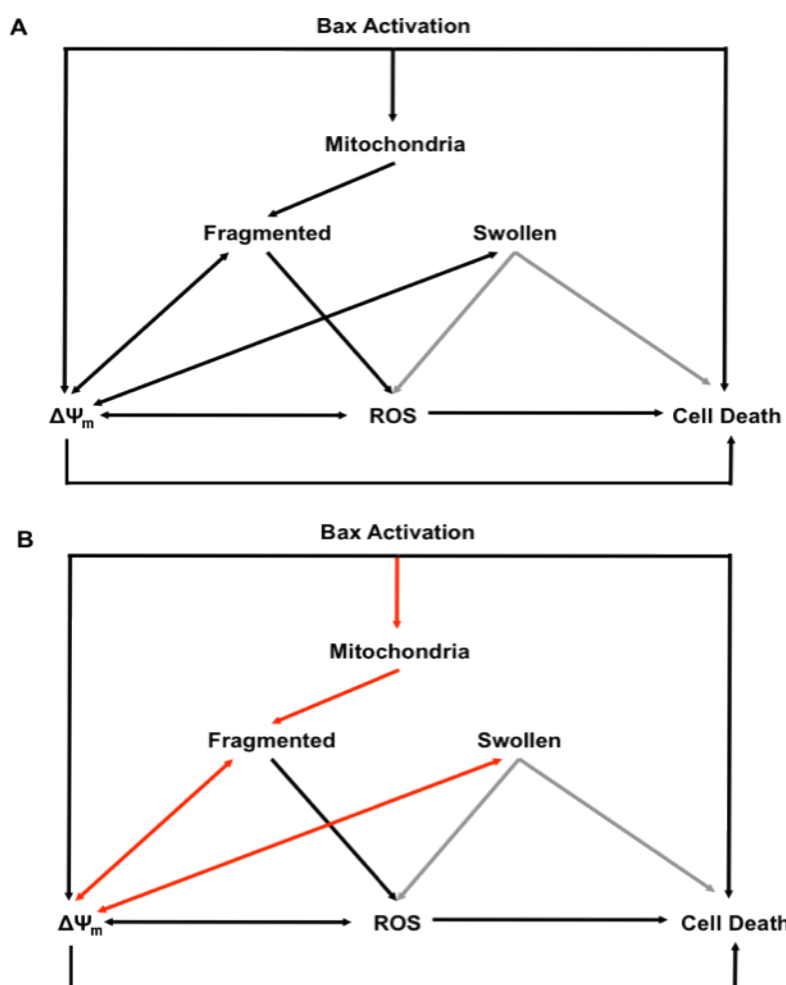 A
Bax Activation
Mitochondria
Fragmented Swollen
ΔΨm ROS Cell Death
B
Bax Activation
Mitochondria
Fragmented Swollen
ΔΨm ROS Cell Death